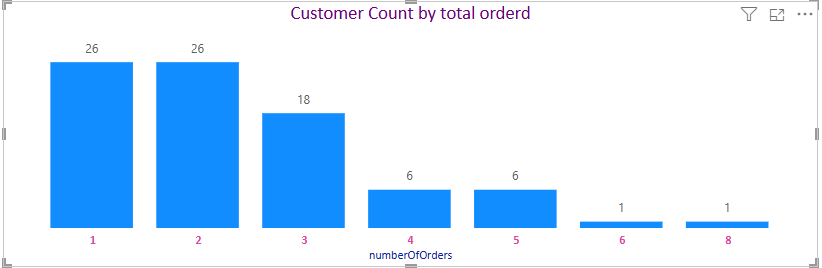 Customer Count by total orderd
26 26 18 6 6 1 1
1 2 3 4 5 6 8
numberOfOrders